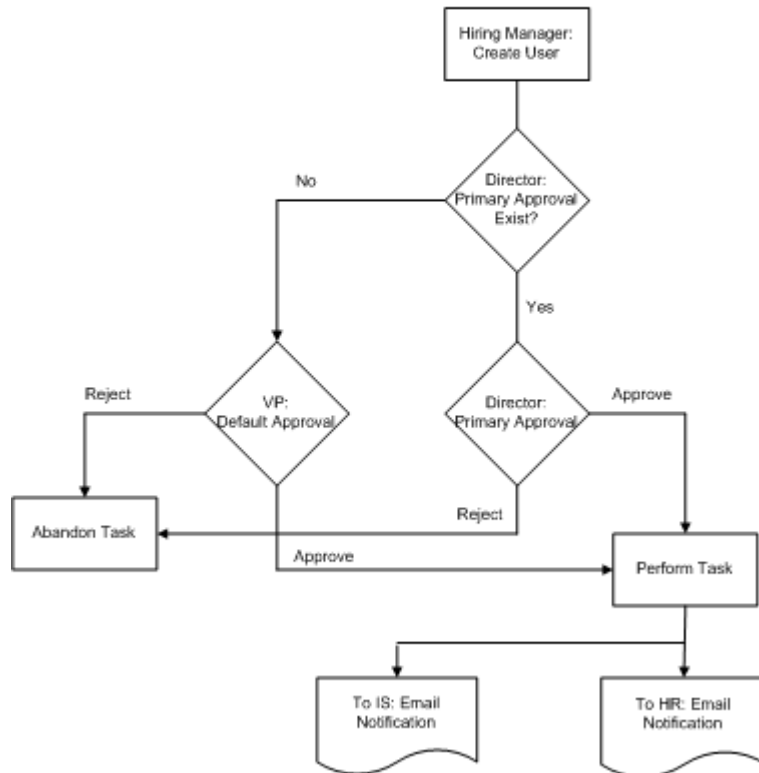 Hiring Manager:
Create User
No
Director:
Primary Approval
Exist?
Yes
Reject
VP:
Default Approval
Director:
Primary Approval
Approve
Abandon Task
Reject
Approve
Perform Task
To IS: Email
Notification
To HR: Email
Notification